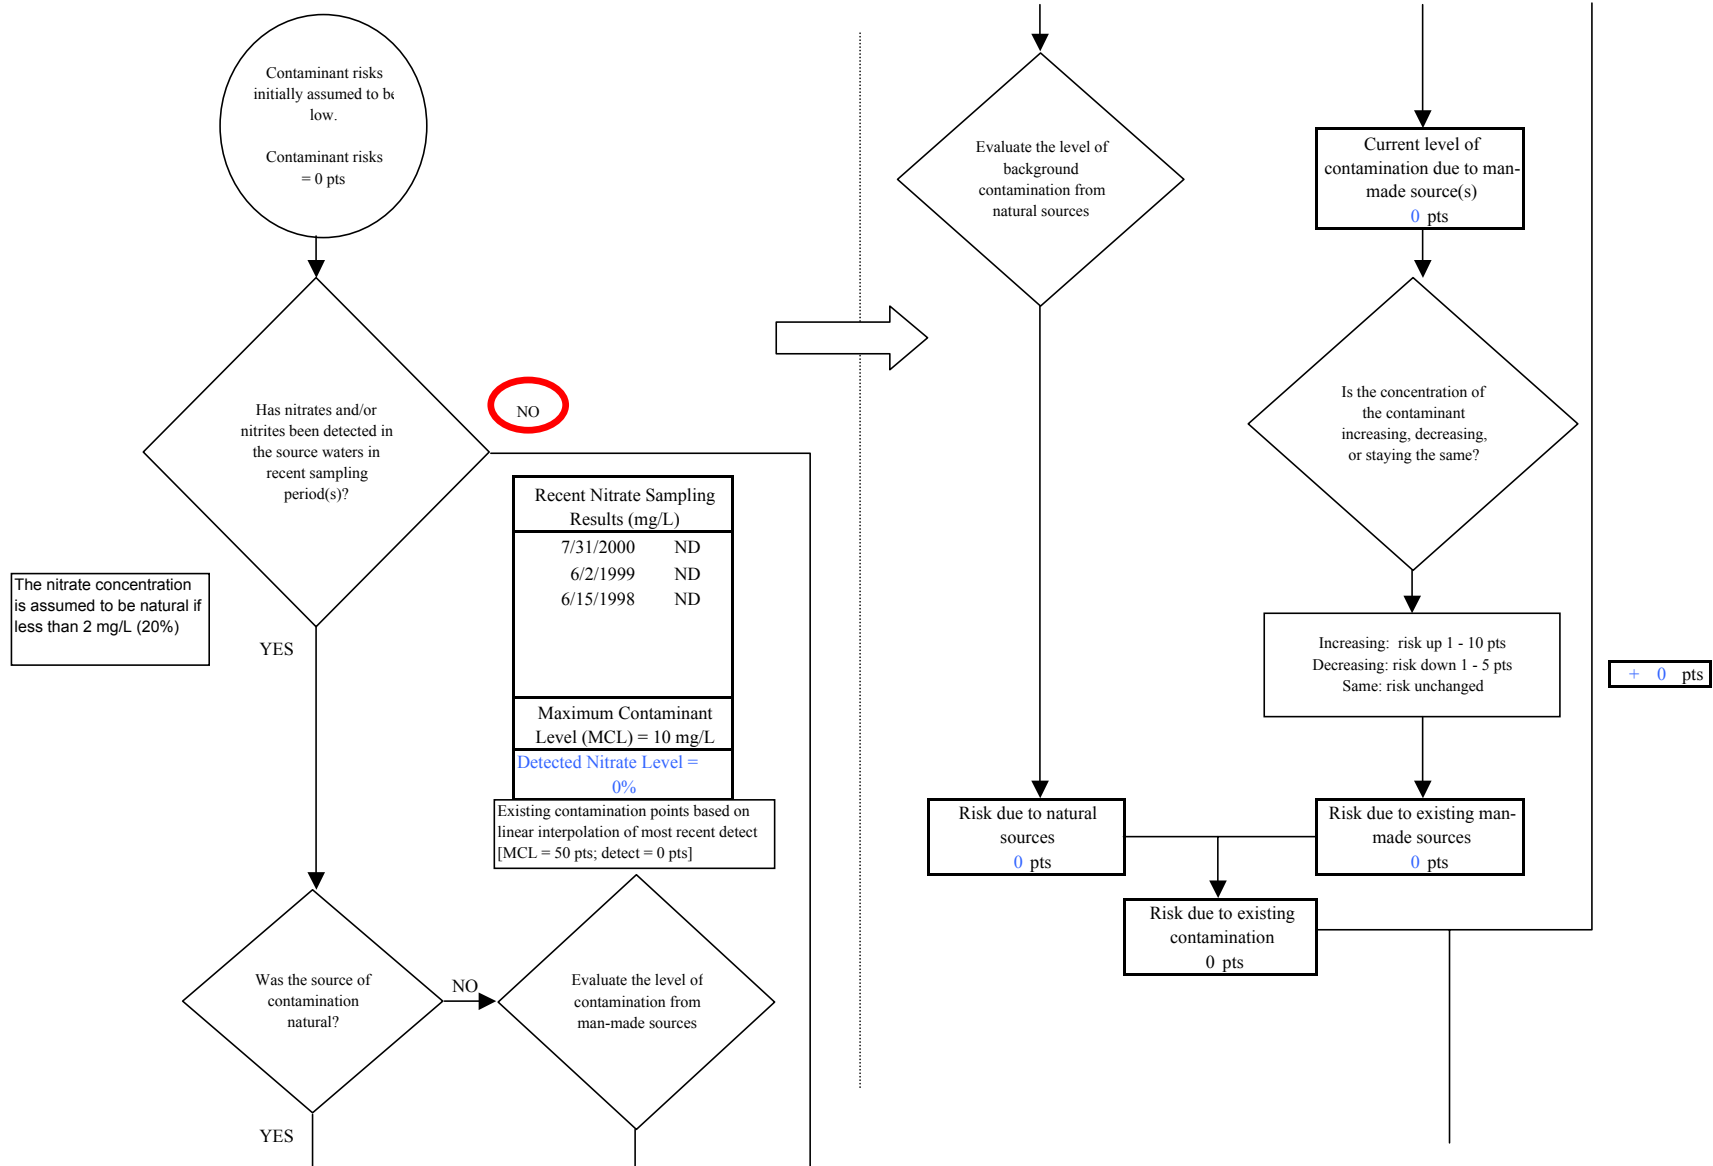 Contaminant risks
initially assumed to be
low.
Contaminant risks
= 0 pts
Has nitrates and/or
nitrites been detected in
the source waters in
recent sampling
period(s)?
NO
Recent Nitrate Sampling
Results (mg/L)
7/31/2000 ND
6/2/1999 ND
6/15/1998 ND
Maximum Contaminant
Level (MCL) = 10 mg/L
Detected Nitrate Level =
0%
Existing contamination points based on
linear interpolation of most recent detect
[MCL = 50 pts; detect = 0 pts]
The nitrate concentration
is assumed to be natural if
less than 2 mg/L (20%)
YES
Was the source of
contamination
natural?
NO
Evaluate the level of
contamination from
man-made sources
YES
Evaluate the level of
background
contamination from
natural sources
Current level of
contamination due to man-
made source(s)
0 pts
Is the concentration of
the contaminant
increasing, decreasing,
or staying the same?
Increasing: risk up 1 - 10 pts
Decreasing: risk down 1 - 5 pts
Same: risk unchanged
+ 0 pts
Risk due to natural
sources
0 pts
Risk due to existing man-
made sources
0 pts
Risk due to existing
contamination
0 pts